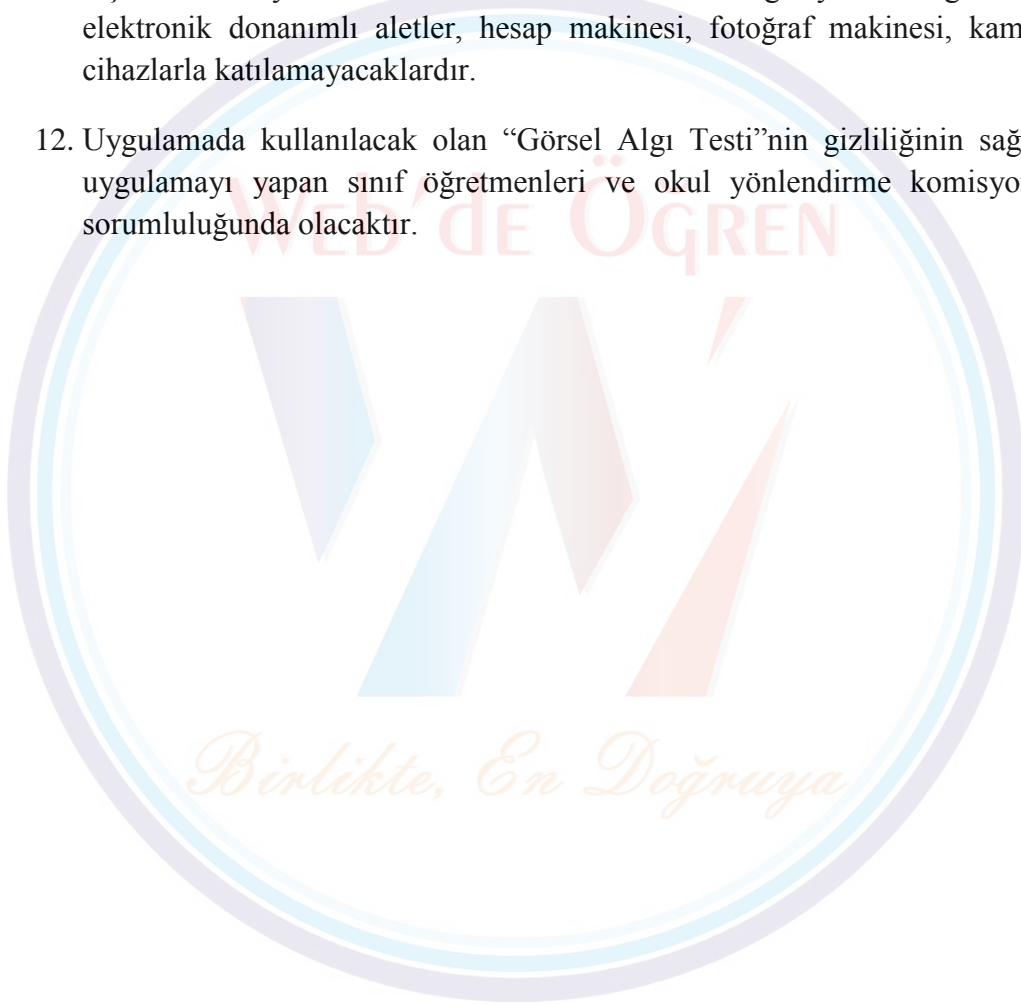 elektronik donanımlı aletler, hesap makinesi, fotoğraf makinesi, kam
cihazlarla katılamayacaklardır.
12. Uygulamada kullanılacak olan “Görsel Algı Testi”nin gizliliğinin sağ
uygulamayı yapan sınıf öğretmenleri ve okul yönlendirme komisyo
sorumluluğunda olacaktır.
WEB'DE ÖĞREN
Birlikte, En Doğruya